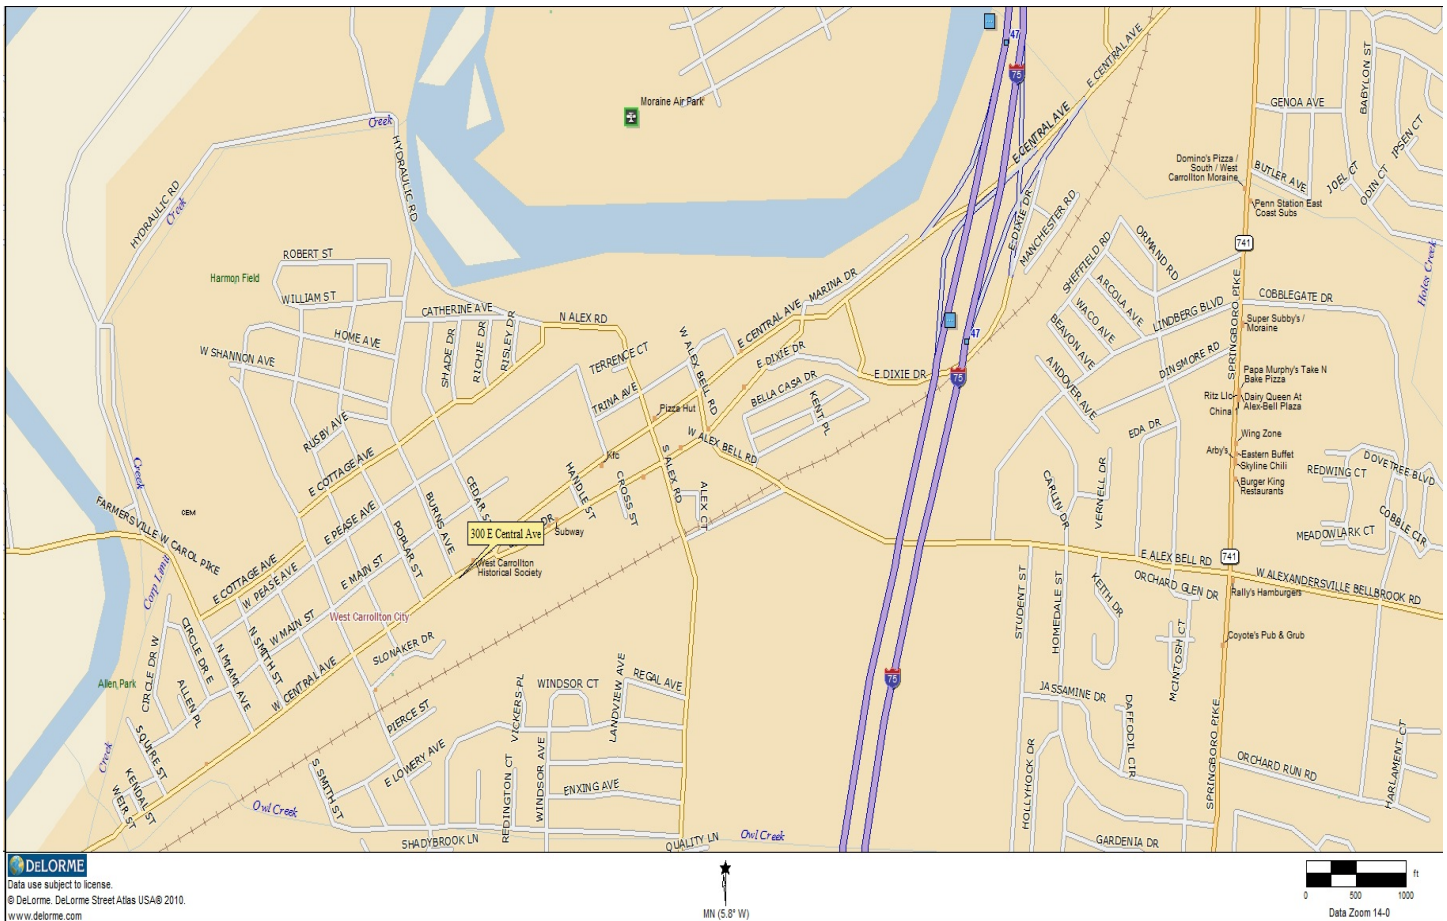 47
75
E CENTRAL AVE
BABYLON ST
GENOA AVE
IPSEN CT
Moraine Air Park
Creek
HYDRAULIC RD
E CENTRAL AVE
Domino's Pizza /
South / West
Carrollton Moraine
BUTLER AVE
JOEL CT
ODIN CT
HYDRAULIC RD
Creek
Penn Station East
Coast Subs
E DIXIE DR
MANCHESTER RD
741
ORMAND RD
SHEFFIELD RD
ROBERT ST
Harmon Field
WILLIAM ST
CATHERINE AVE
N ALEX RD
MARINA DR
E CENTRAL AVE
ARCOLA AVE
WACO AVE
BEAVON AVE
LINDBERG BLVD
SPRINGBORO PIKE
COBBLEGATE DR
Holes Creek
Super Subby's /
Moraine
47
HOME AVE
SHADE DR
RICHIE DR
RISLEY DR
W SHANNON AVE
TERRENCE CT
W ALEX BELL RD
E DIXIE DR
E DIXIE DR
75
DINSMORE RD
ANDOVER AVE
Papa Murphy's Take N
Bake Pizza
Ritz Llc
Dairy Queen At
Alex-Bell Plaza
China
BELLA CASA DR
KENT PL
TRINA AVE
Pizza Hut
RUSBY AVE
W ALEX BELL RD
EDA DR
Wing Zone
Arby's
Eastern Buffet
Skyline Chili
Burger King
Restaurants
DOVETREE BLVD
REDWING CT
Kfc
S ALEX RD
HANDLE ST
CROSS ST
ALEX CT
CARLIN DR
VERNELL DR
COBBLE CIR
MEADOWLARK CT
Creek
E COTTAGE AVE
FARMERSVILLE W CAROL PIKE
CEM
CEDAR S
BURNS AVE
E PEASE AVE
POPLAR ST
300 E Central Ave
DR
Subway
West Carrollton
Historical Society
E MAIN ST
E COTTAGE AVE
W PEASE AVE
Corp Limit
741
E ALEX BELL RD
W ALEXANDERSVILLE BELLBROOK RD
ORCHARD GLEN DR
Rally's Hamburgers
KEITH DR
STUDENT ST
HOMEDALE ST
MCINTOSH CT
Coyote's Pub & Grub
West Carrollton City
W MAIN ST
N SMITH ST
N MIAMI AVE
CIRCLE DR E
CIRCLE DR W
ALLEN PL
Allen Park
SLONAKER DR
W CENTRAL AVE
PIERCE ST
VICKERS PL
WINDSOR CT
LANDVIEW AVE
REGAL AVE
75
JASSAMINE DR
DAFFODIL CIR
HOLLYHOCK DR
SPRINGBORO PIKE
ORCHARD RUN RD
HARLAMENT CT
S SQUIRE ST
Creek
KENDAL ST
WEIR ST
S SMITH ST
E LOWERY AVE
REDINGTON CT
WINDSOR AVE
ENXING AVE
Owl Creek
SHADYBROOK LN
QUALITY LN
Owl Creek
GARDENIA DR
DELORME
Data use subject to license.
© DeLorme. DeLorme Street Atlas USA® 2010.
www.delorme.com
MN (5.8° W)
0 500 1000
ft
Data Zoom 14-0